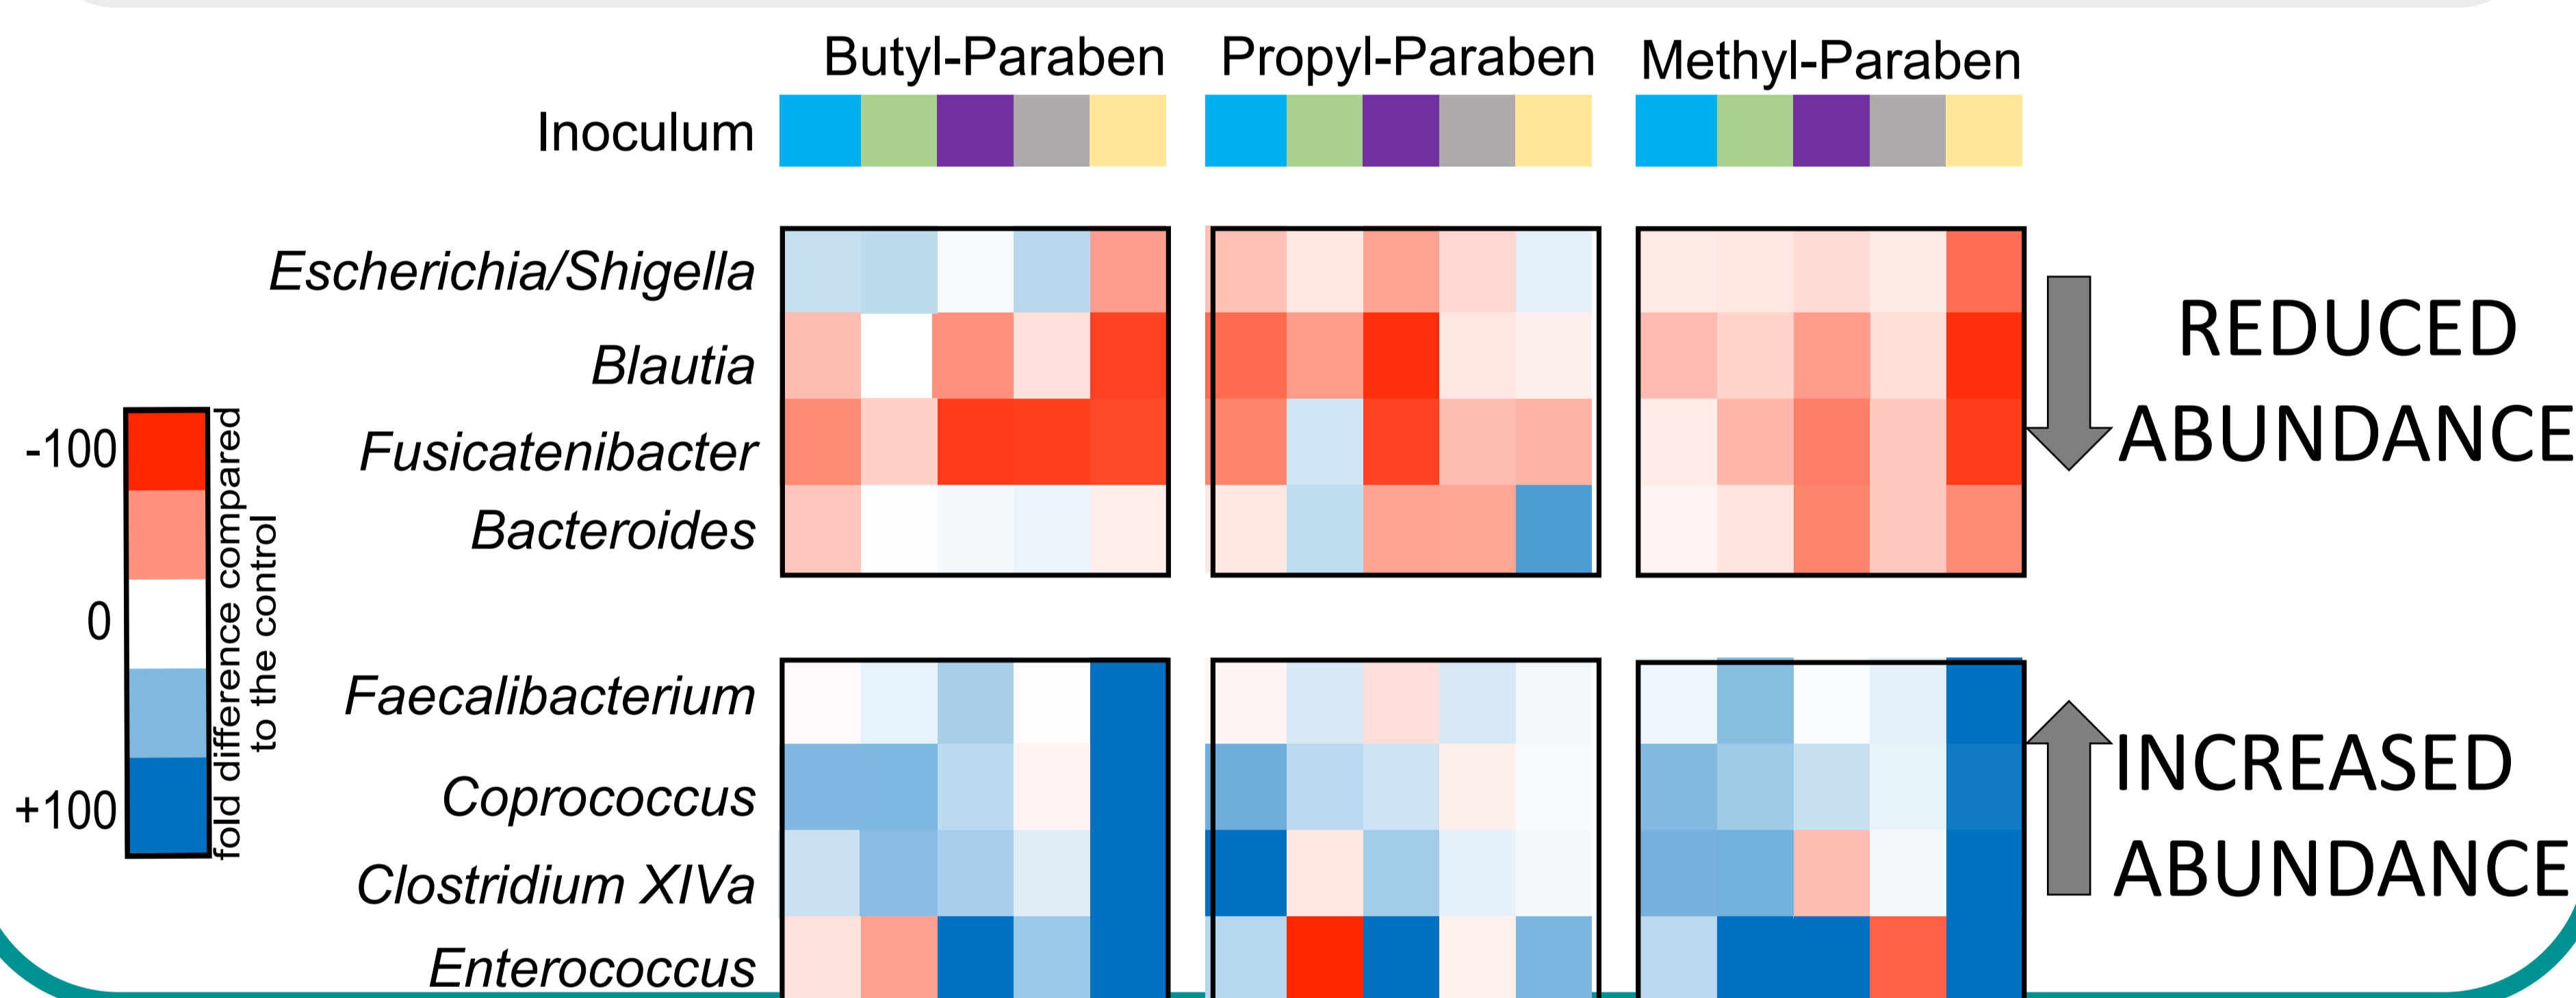 Butyl-Paraben Propyl-Paraben Methyl-Paraben
Inoculum
Escherichia/Shigella
Blautia
Fusicatenibacter
Bacteroides
REDUCED
ABUNDANCE
-100
0
+100
fold difference compared
to the control
Faecalibacterium
Coprococcus
Clostridium XIVa
Enterococcus
INCREASED
ABUNDANCE